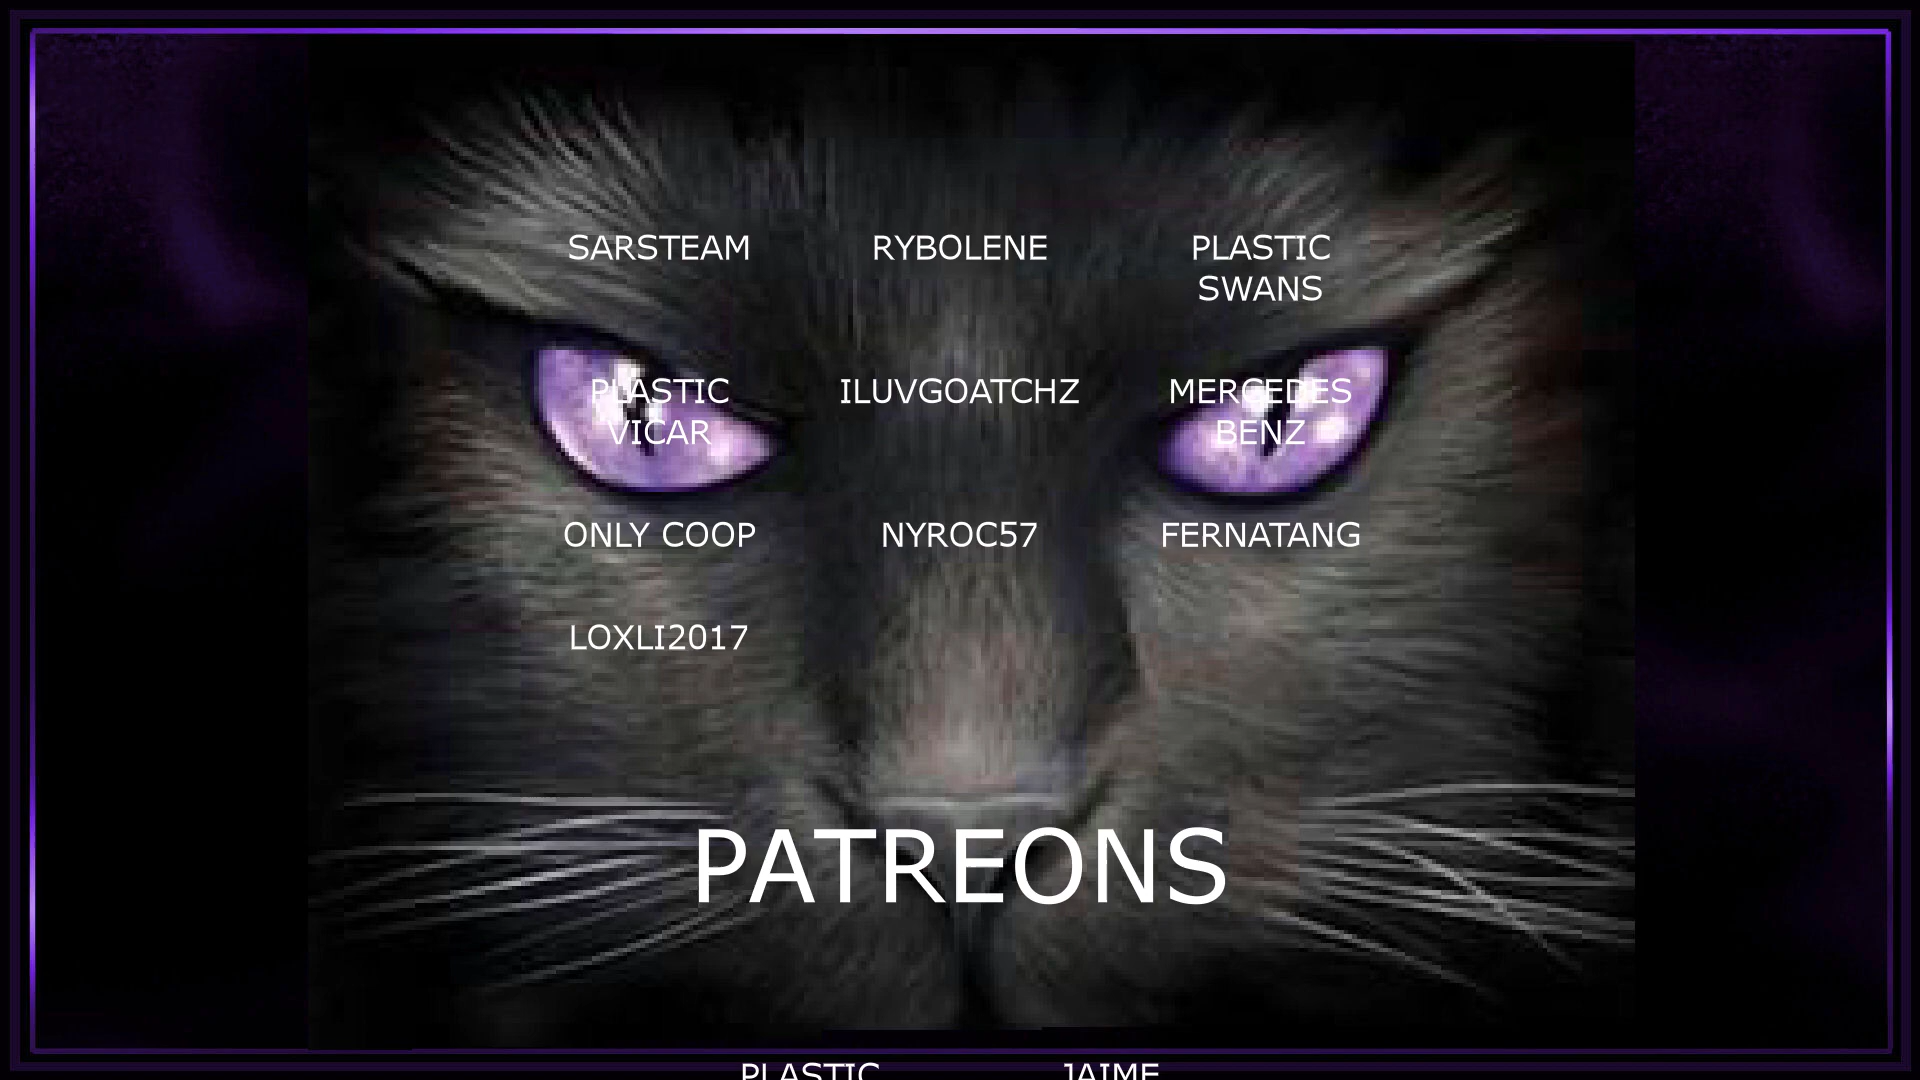 SARSTEAM RYBOLENE PLASTIC
SWANS
PLASTIC ILUVGOATCHZ MERCEDES
VICAR BENZ
ONLY COOP NYROC57 FERNATANG
LOXLI2017
PATREONS
PLASTIC JAIME